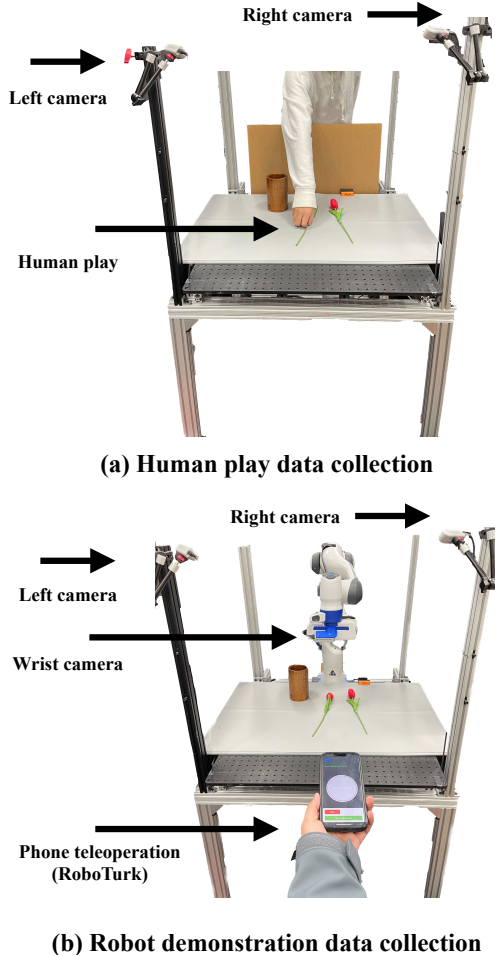 Right camera
Left camera
Human play
(a) Human play data collection
Right camera
Left camera
Wrist camera
Phone teleoperation
(RoboTurk)
(b) Robot demonstration data collection